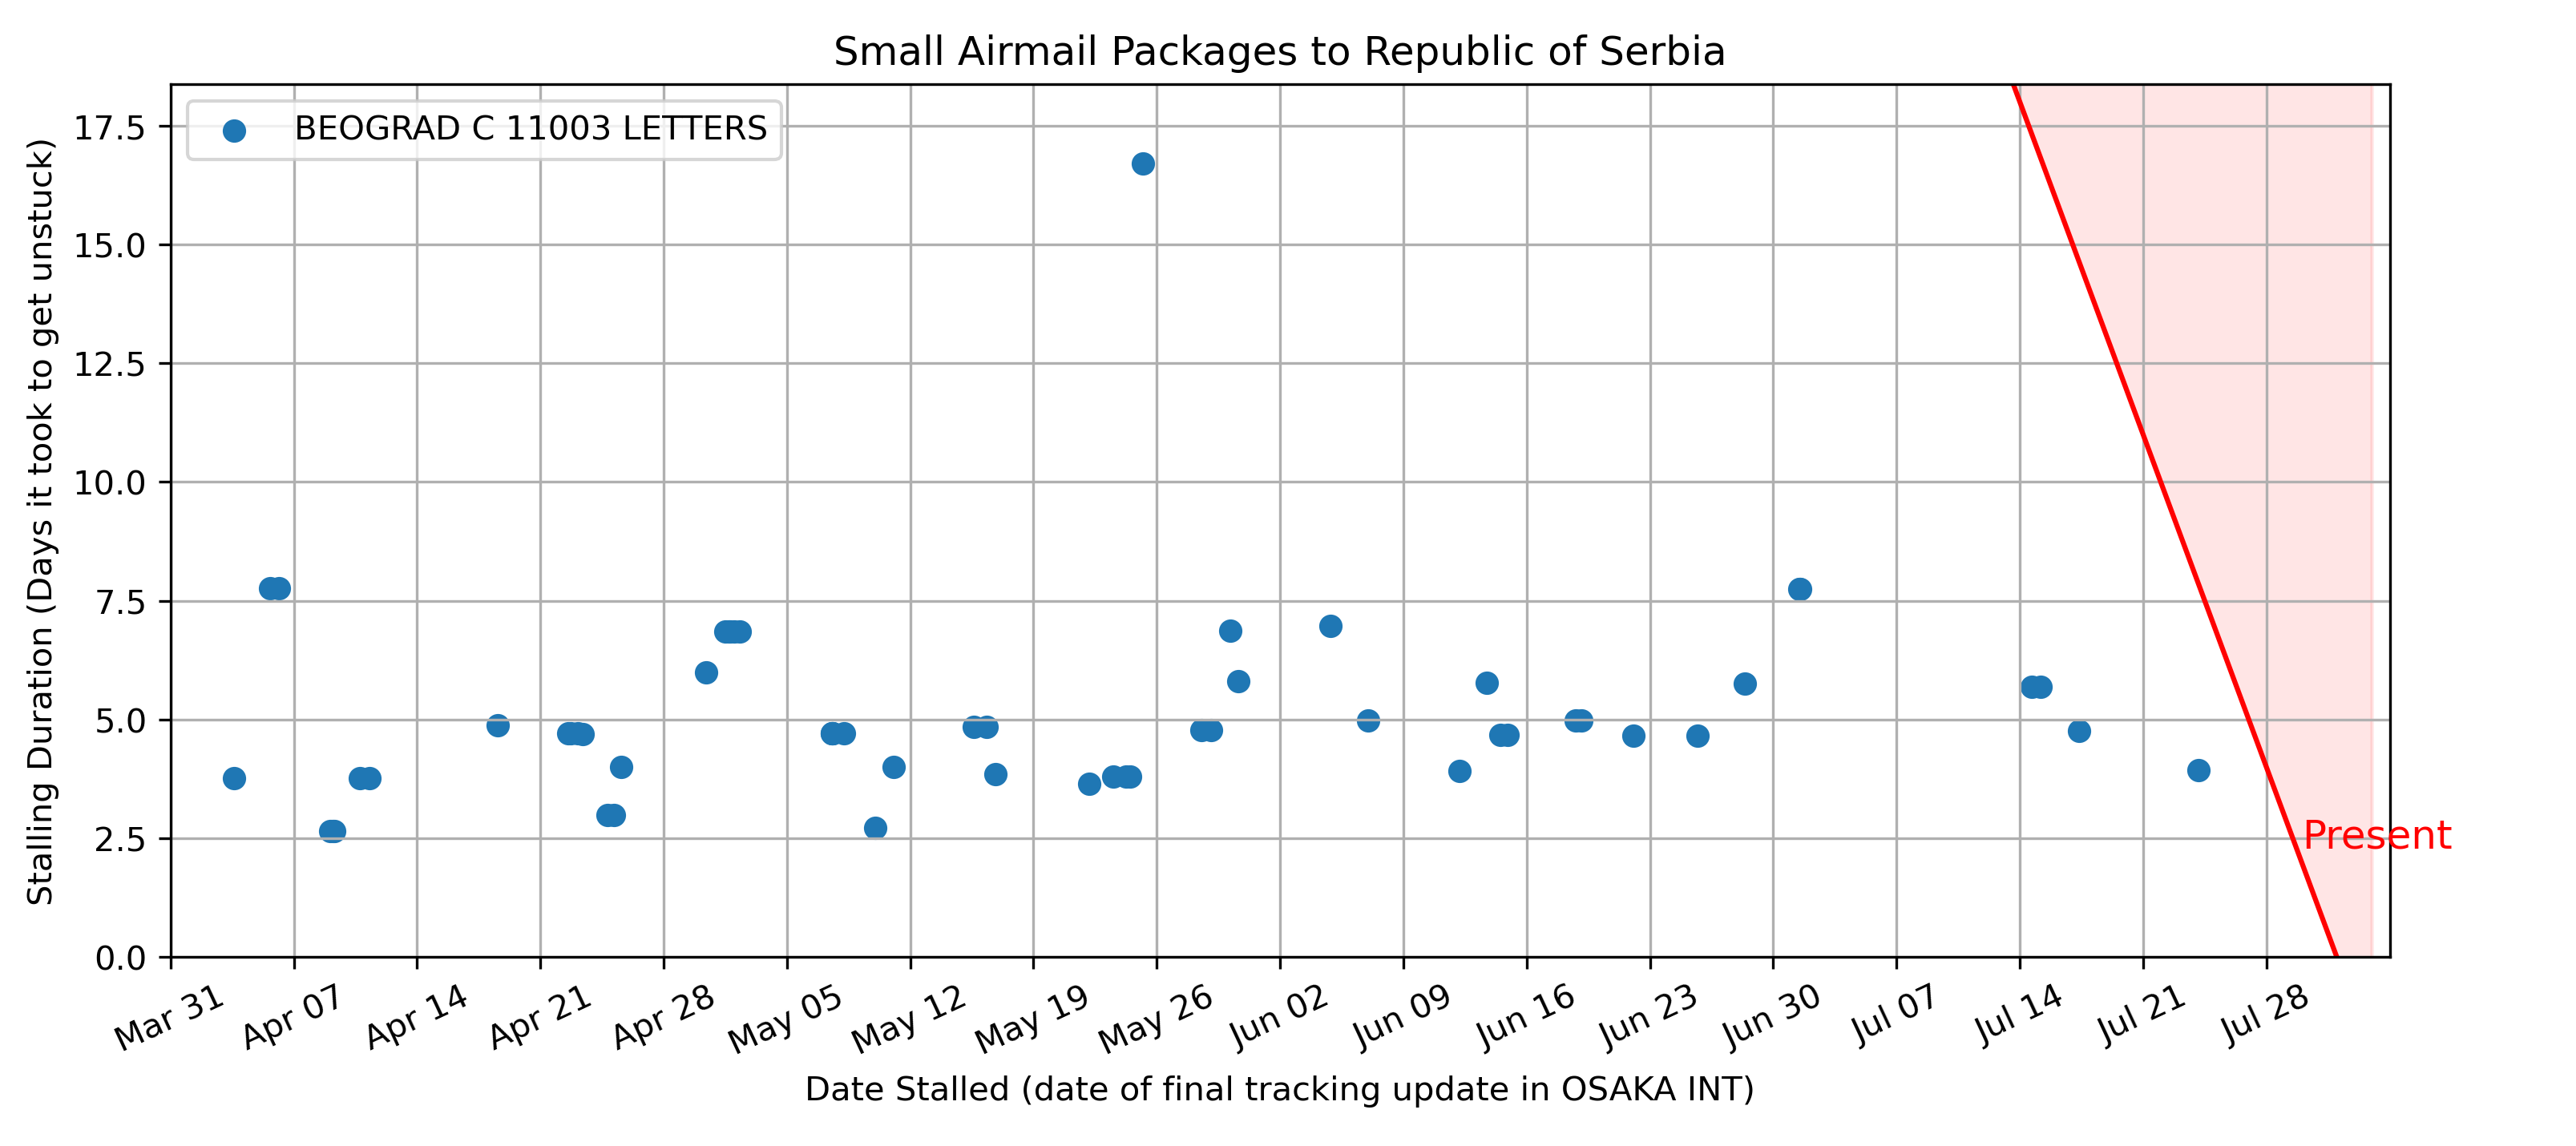 Small Airmail Packages to Republic of Serbia
BEOGRAD C 11003 LETTERS
Stalling Duration (Days it took to get unstuck)
17.5
15.0
12.5
10.0
7.5
5.0
2.5
0.0
Present
Mar 31 Apr 07 Apr 14 Apr 21 Apr 28 May 05 May 12 May 19 May 26 Jun 02 Jun 09 Jun 16 Jun 23 Jun 30 Jul 07 Jul 14 Jul 21 Jul 28
Date Stalled (date of final tracking update in OSAKA INT)